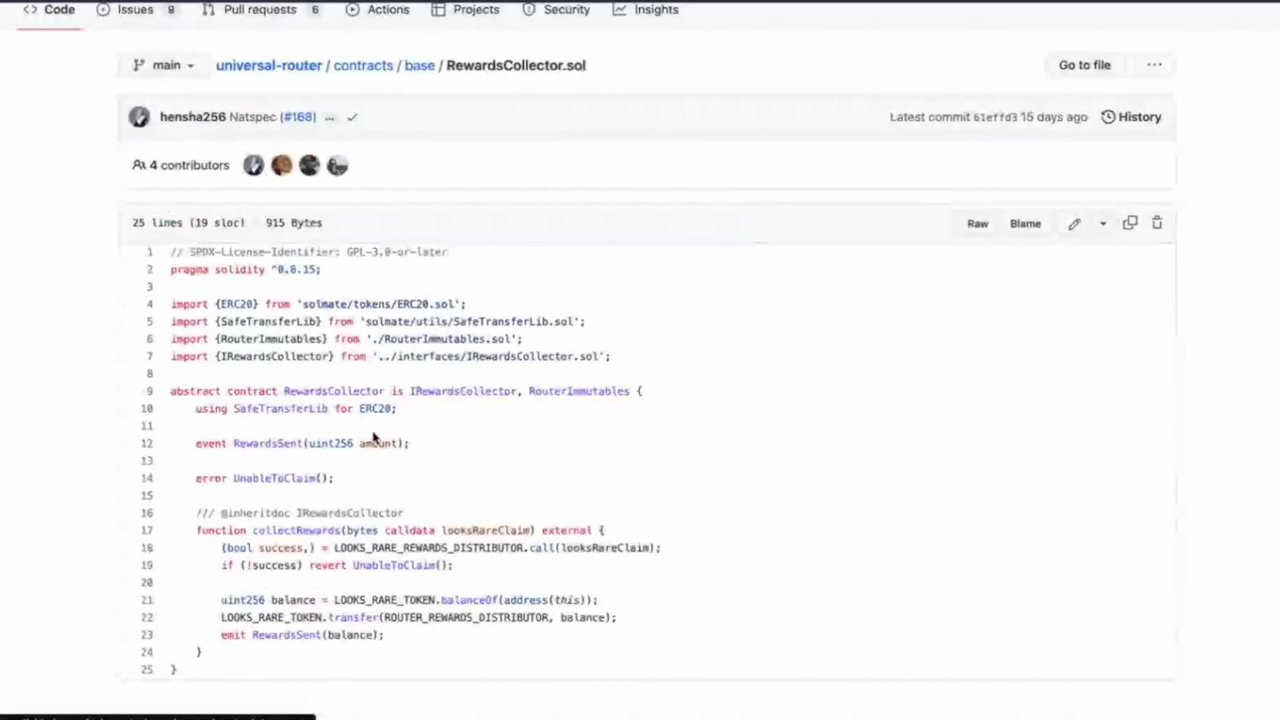 Code Issues 9 Pull requests 6 Actions Projects Security Insights
main universal-router / contracts / base / RewardsCollector.sol Go to file ...
hensha256 Natspec (#168) ... Latest commit 61effd3 15 days ago History
4 contributors
25 lines (19 sloc) 915 Bytes Raw Blame
1 // SPDX-License-Identifier: GPL-3.0-or-later
2 pragma solidity ^0.8.15;
3
4 import {ERC20} from 'solmate/tokens/ERC20.sol';
5 import {SafeTransferLib} from 'solmate/utils/SafeTransferLib.sol';
6 import {RouterImmutables} from './RouterImmutables.sol';
7 import {IRewardsCollector} from '../interfaces/IRewardsCollector.sol';
8
9 abstract contract RewardsCollector is IRewardsCollector, RouterImmutables {
10 using SafeTransferLib for ERC20;
11
12 event RewardsSent(uint256 amount);
13
14 error UnableToClaim();
15
16 /// @inheritdoc IRewardsCollector
17 function collectRewards(bytes calldata looksRareClaim) external {
18 (bool success,) = LOOKS_RARE_REWARDS_DISTRIBUTOR.call(looksRareClaim);
19 if (!success) revert UnableToClaim();
20
21 uint256 balance = LOOKS_RARE_TOKEN.balanceOf(address(this));
22 LOOKS_RARE_TOKEN.transfer(ROUTER_REWARDS_DISTRIBUTOR, balance);
23 emit RewardsSent(balance);
24 }
25 }